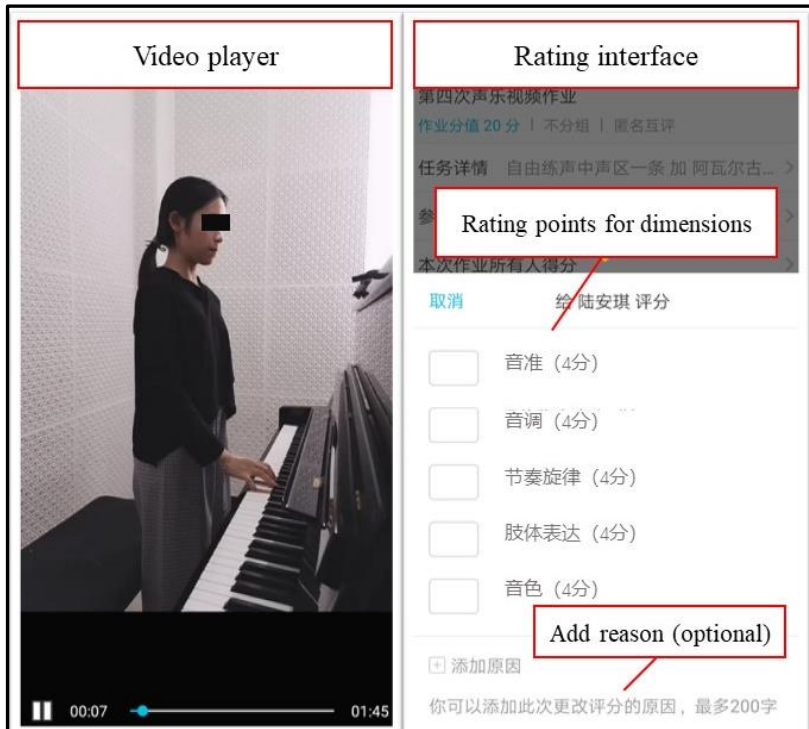 Video player
Rating interface
第四次声乐视频作业
作业分值 20 分 | 不分组 | 匿名互评
任务详情 自由练声中声区一条 加 阿瓦尔古... >
Rating points for dimensions
参
本次作业所有人得分 >
取消 给 陆安琪 评分
音准 (4分)
音调 (4分)
节奏旋律 (4分)
肢体表达 (4分)
音色 (4分)
Add reason (optional)
添加原因
你可以添加此次更改评分的原因，最多200字
00:07 01:45